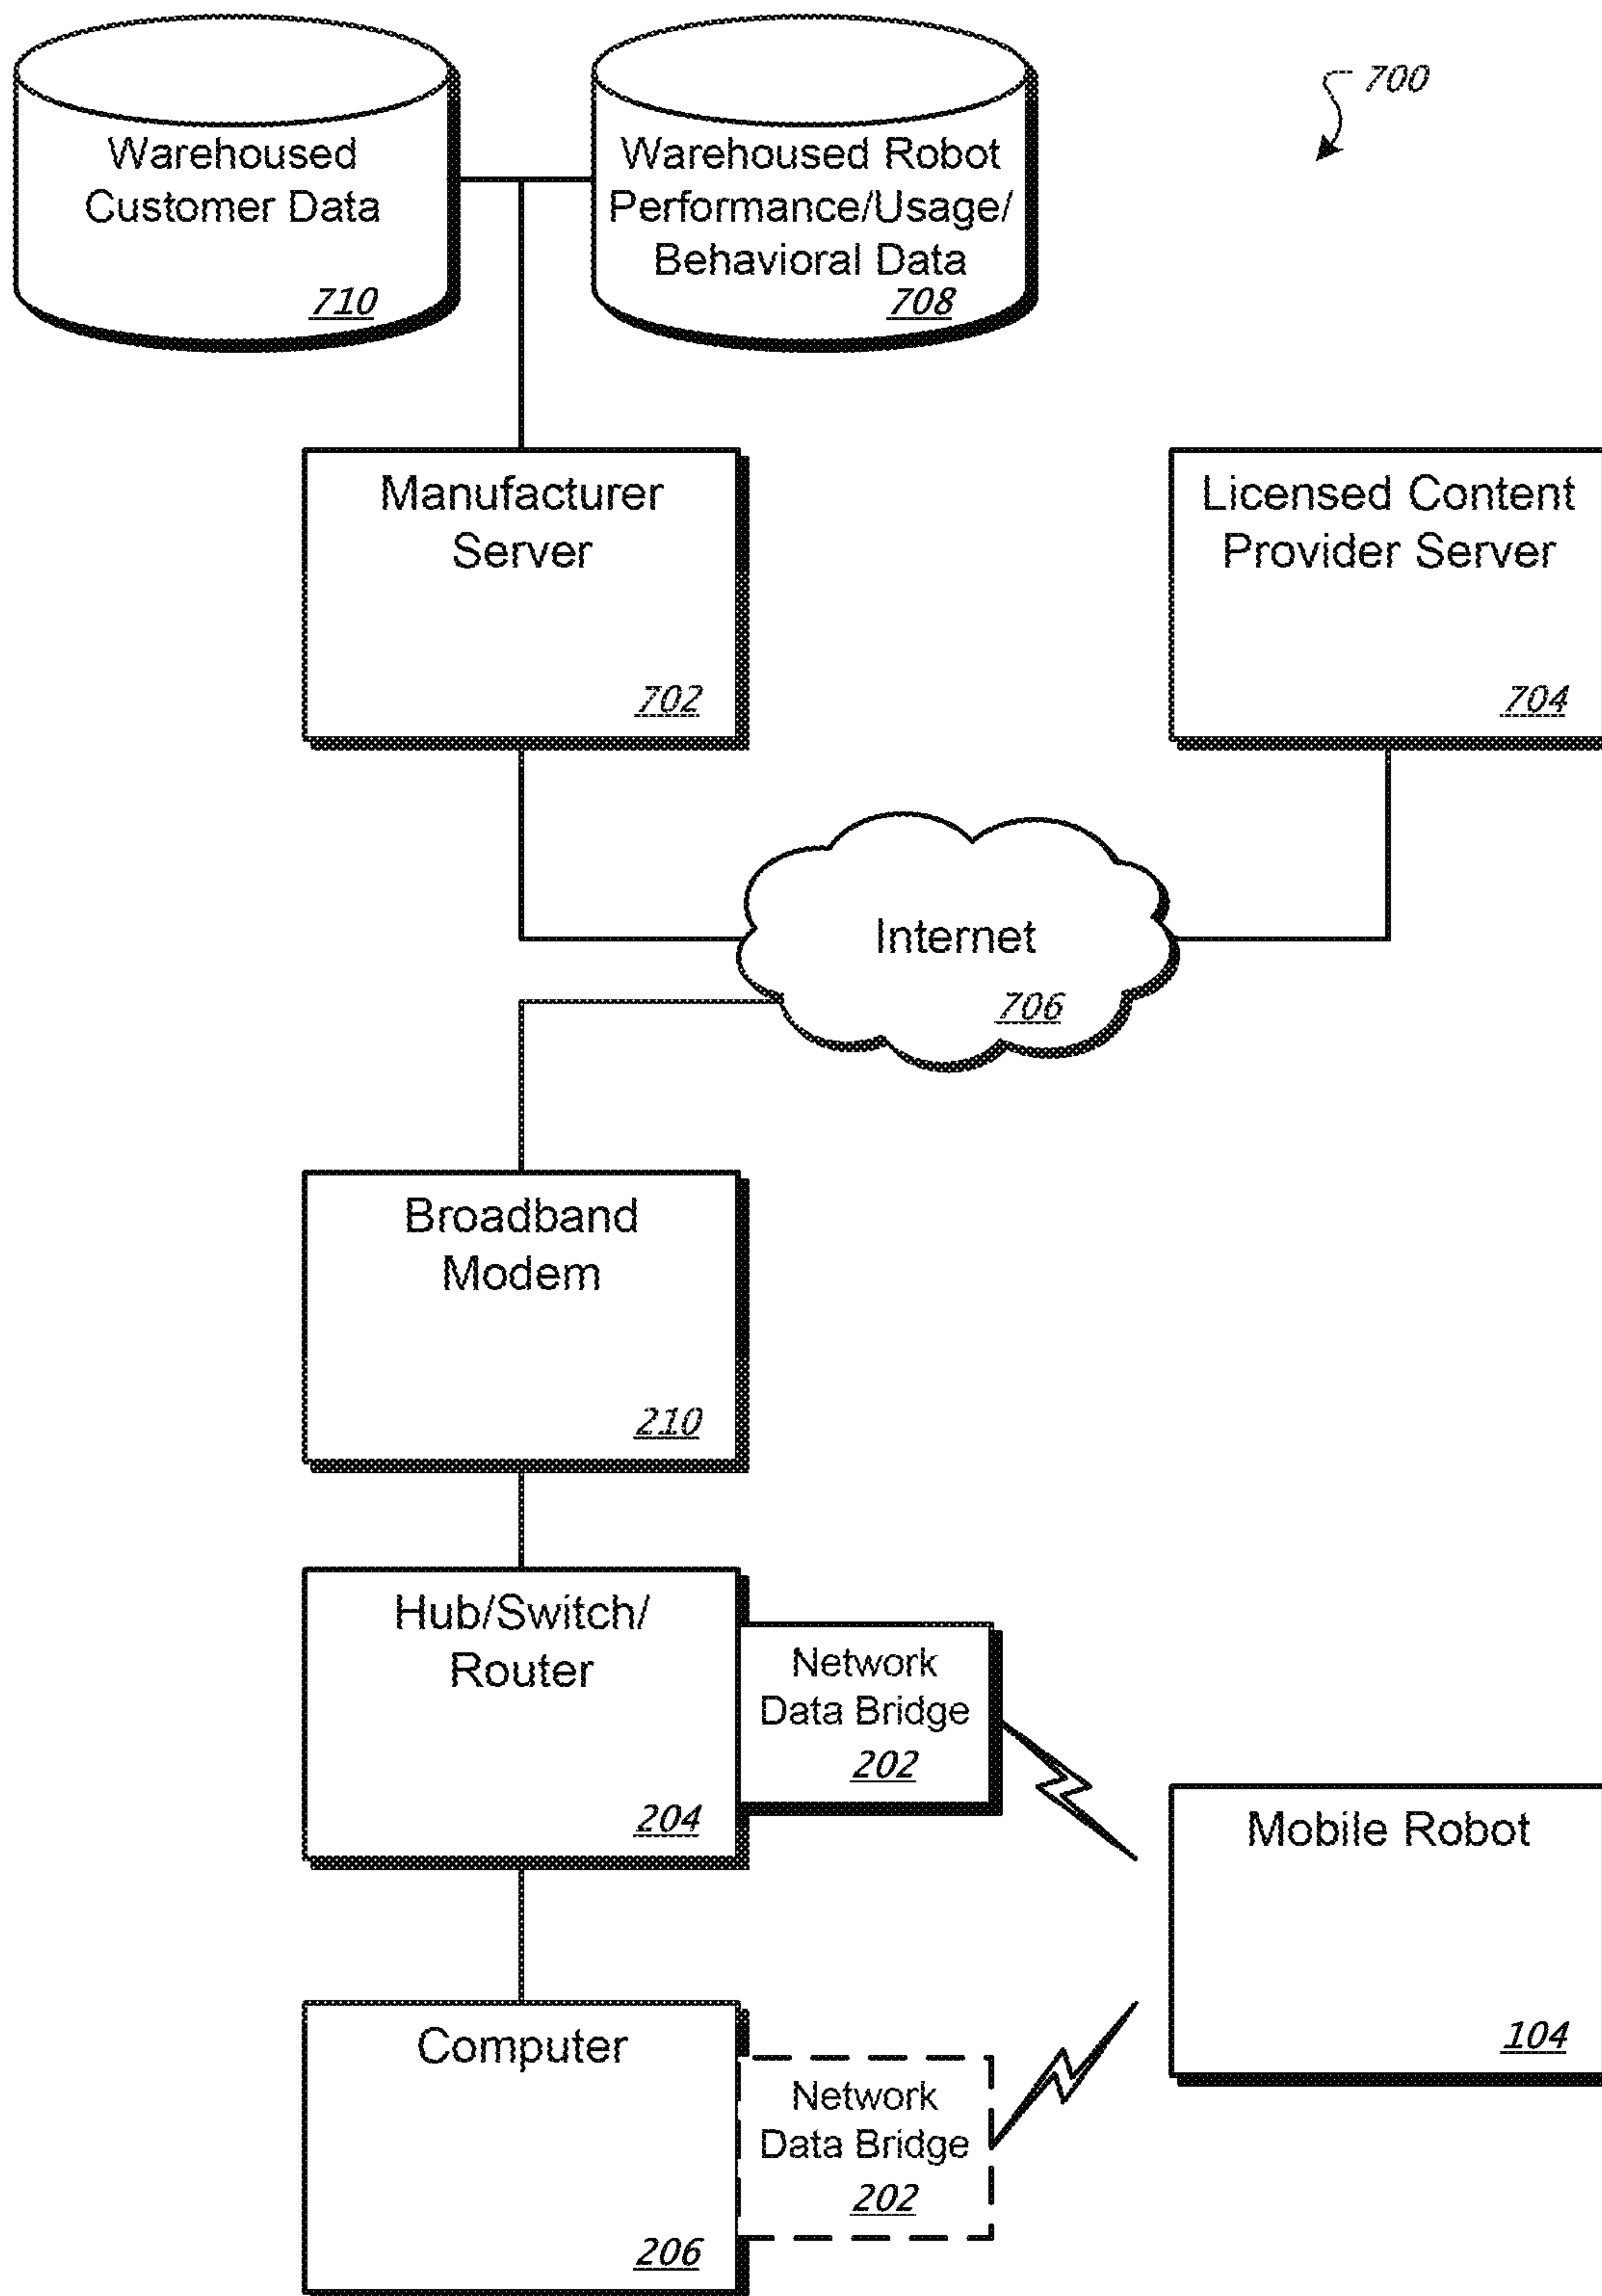 700
Warehoused
Customer Data
710
Warehoused Robot
Performance/Usage/
Behavioral Data
708
Manufacturer
Server
702
Licensed Content
Provider Server
704
Internet
706
Broadband
Modem
210
Hub/Switch/
Router
204
Network
Data Bridge
202
Mobile Robot
104
Computer
206
Network
Data Bridge
202